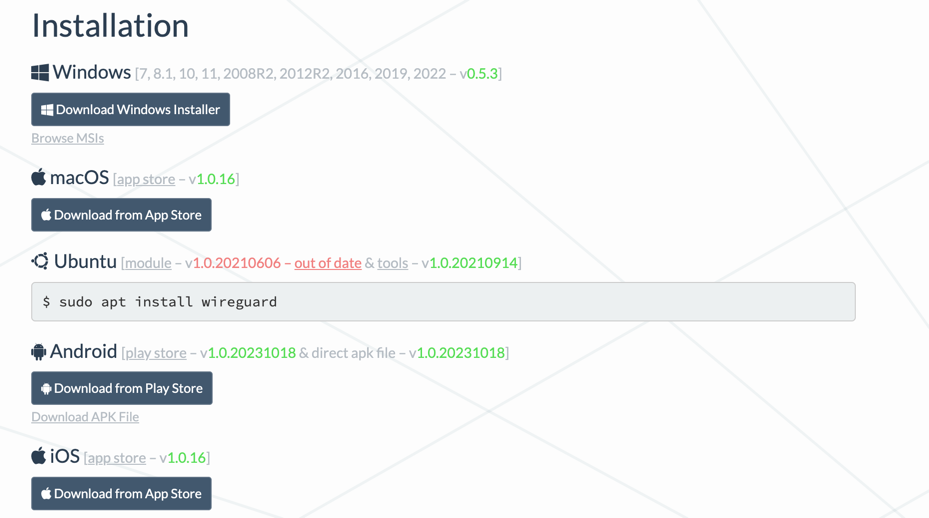 Installation
Windows [7, 8.1, 10, 11, 2008R2, 2012R2, 2016, 2019, 2022 – v0.5.3]
Download Windows Installer
Browse MSIs
macOS [app store – v1.0.16]
Download from App Store
Ubuntu [module – v1.0.20210606 – out of date & tools – v1.0.20210914]
$ sudo apt install wireguard
Android [play store – v1.0.20231018 & direct apk file – v1.0.20231018]
Download from Play Store
Download APK File
iOS [app store – v1.0.16]
Download from App Store